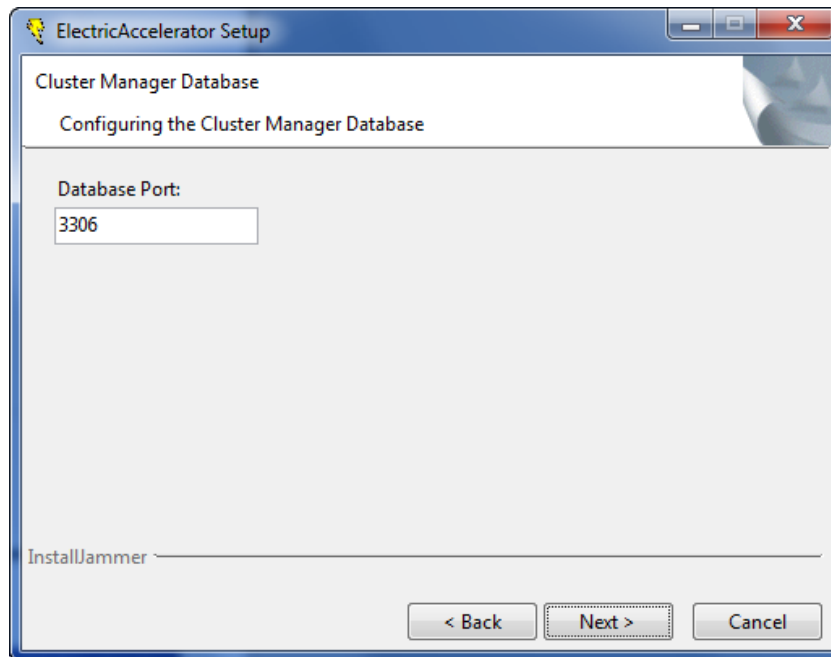 ElectricAccelerator Setup
Cluster Manager Database
Configuring the Cluster Manager Database
Database Port:
3306
InstallJammer
< Back Next > Cancel